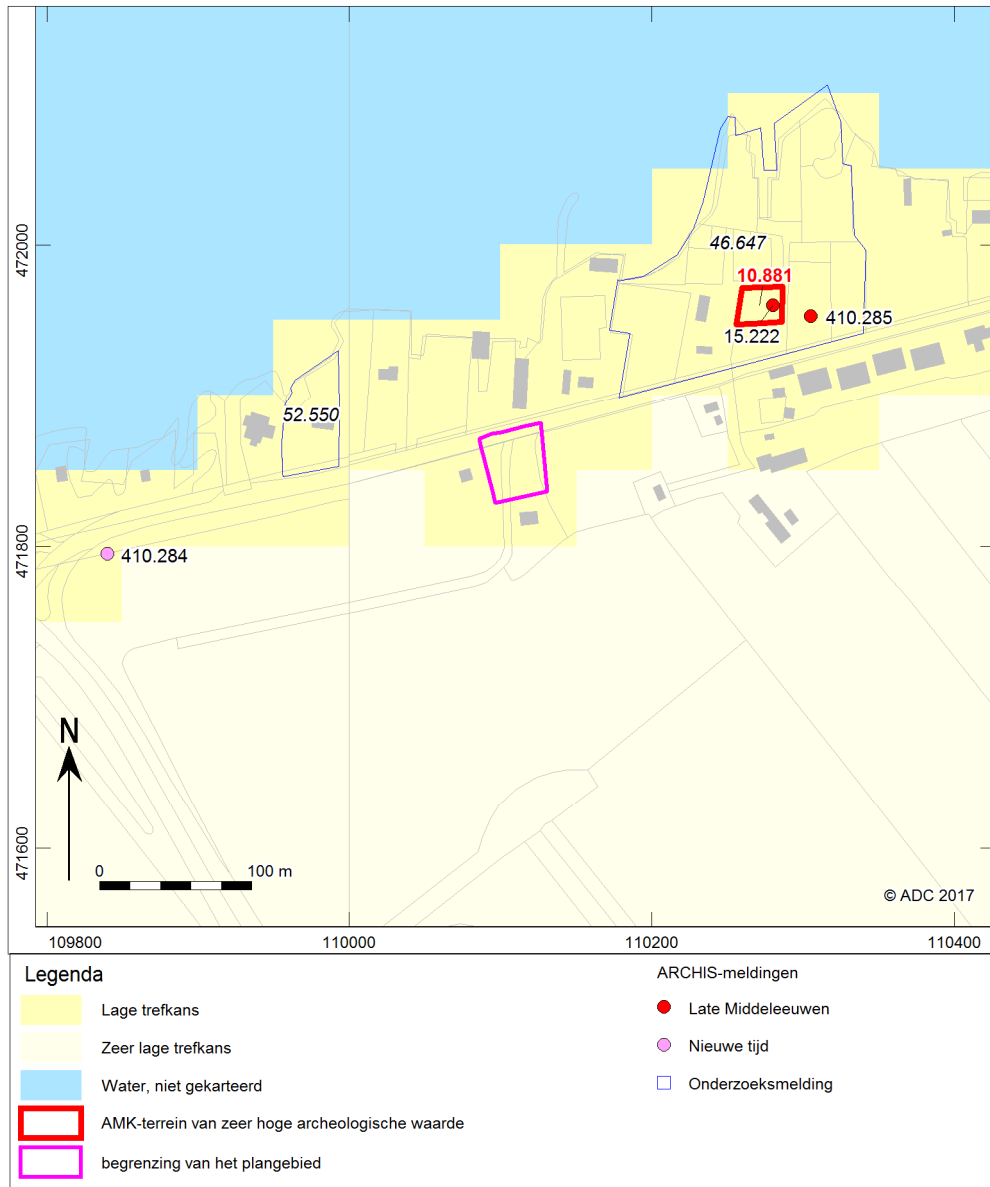 472000
46.647
10.881
410.285
15.222
52.550
471800
410.284
N
0 100 m
471600
© ADC 2017
109800 110000 110200 110400
Legenda
Lage trefkans
Zeer lage trefkans
Water, niet gekarteerd
AMK-terrein van zeer hoge archeologische waarde
begrenzing van het plangebied
ARCHIS-meldingen
Late Middeleeuwen
Nieuwe tijd
Onderzoeksmelding